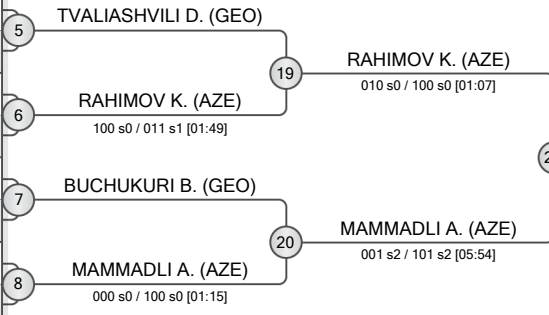 TVALIASHVILI D. (GEO)
5
19
RAHIMOV K. (AZE)
010 s0 / 100 s0 [01:07]
RAHIMOV K. (AZE)
6
100 s0 / 011 s1 [01:49]
BUCHUKURI B. (GEO)
7
20
MAMMADLI A. (AZE)
001 s2 / 101 s2 [05:54]
MAMMADLI A. (AZE)
8
000 s0 / 100 s0 [01:15]